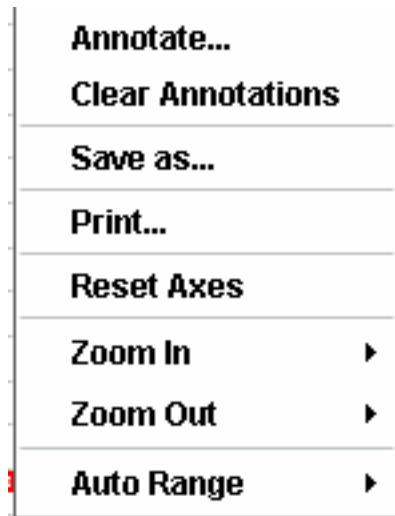 Annotate...
Clear Annotations
Save as...
Print...
Reset Axes
Zoom In
Zoom Out
Auto Range